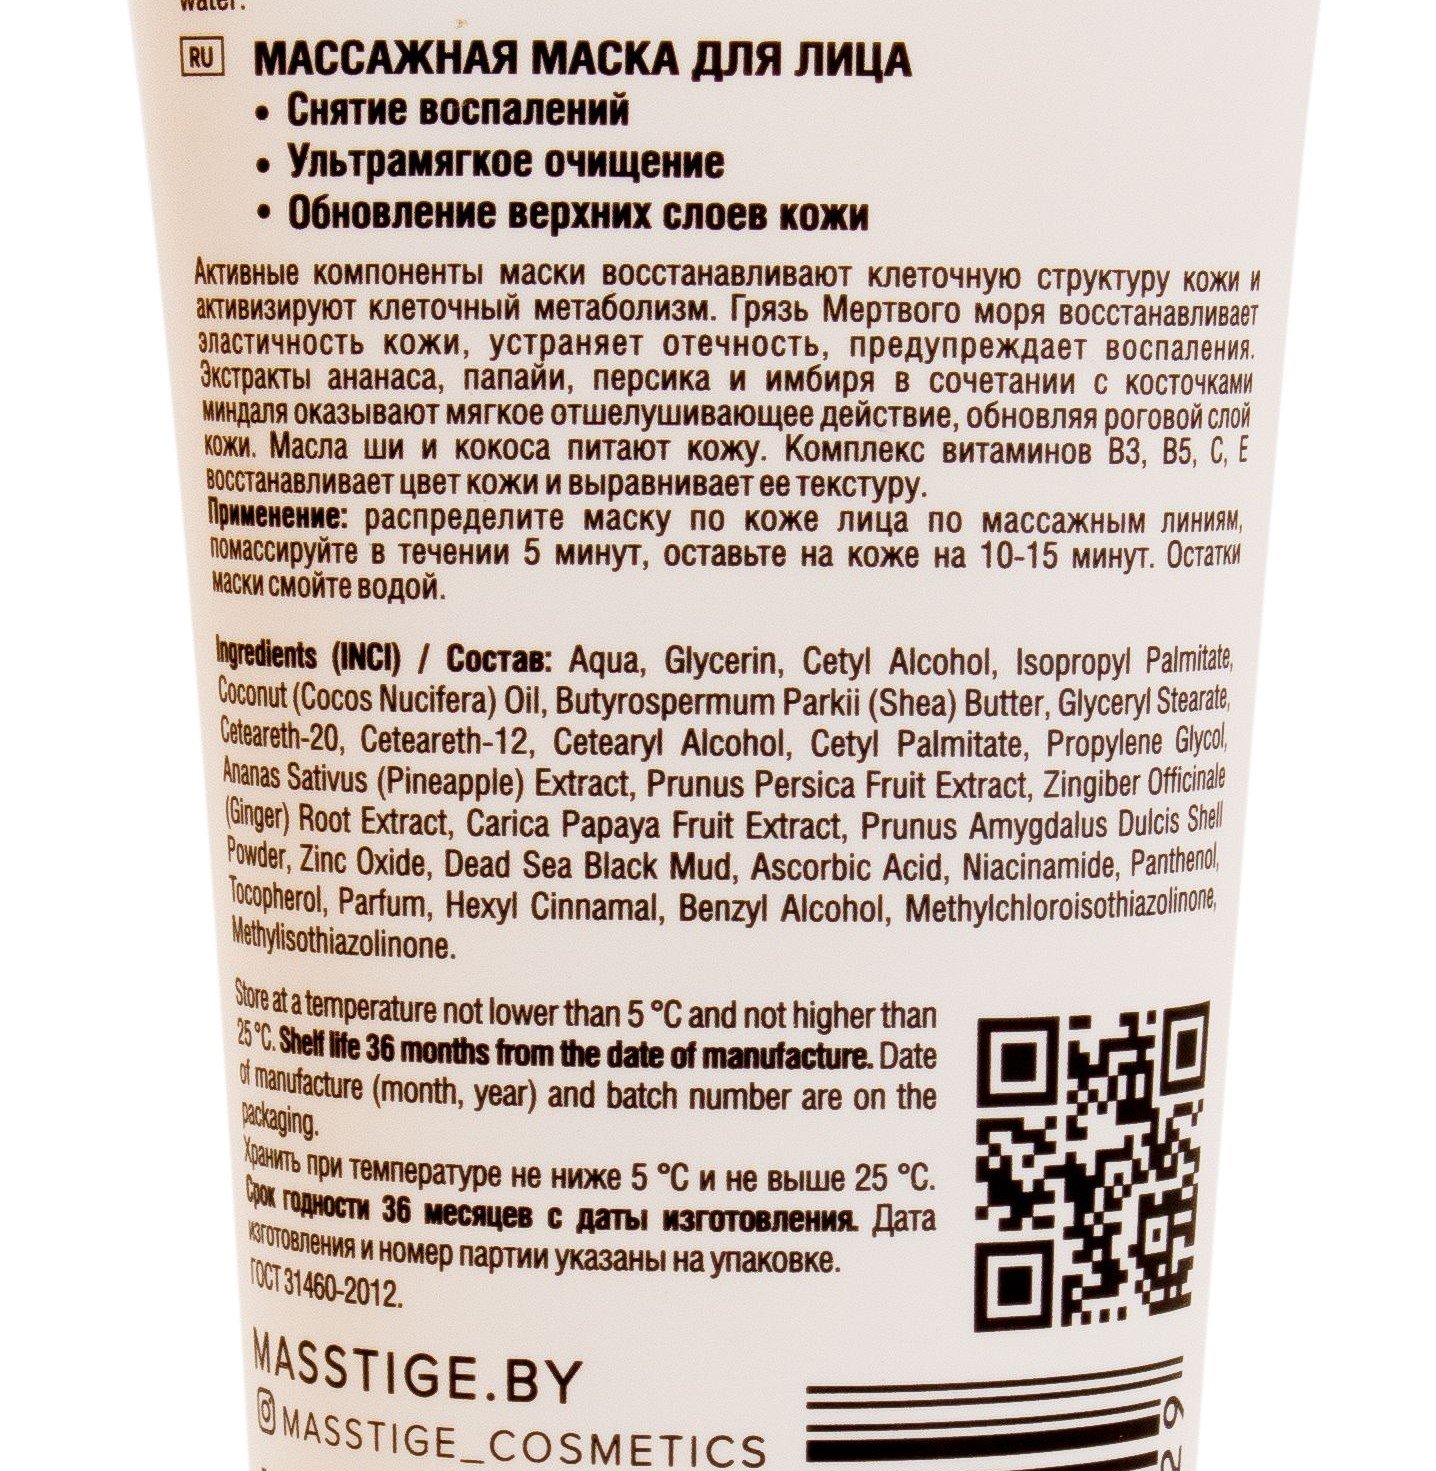 water.
RU МАССАЖНАЯ МАСКА ДЛЯ ЛИЦА
• Снятие воспалений
• Ультрамягкое очищение
• Обновление верхних слоев кожи
Активные компоненты маски восстанавливают клеточную структуру кожи и
активизируют клеточный метаболизм. Грязь Мертвого моря восстанавливает
эластичность кожи, устраняет отечность, предупреждает воспаления.
Экстракты ананаса, папайи, персика и имбиря в сочетании с косточками
миндаля оказывают мягкое отшелушивающее действие, обновляя роговой слой
кожи. Масла ши и кокоса питают кожу. Комплекс витаминов B3, B5, C, E
восстанавливает цвет кожи и выравнивает ее текстуру.
Применение: распределите маску по коже лица по массажным линиям,
помассируйте в течении 5 минут, оставьте на коже на 10-15 минут. Остатки
маски смойте водой.
Ingredients (INCI) / Состав: Aqua, Glycerin, Cetyl Alcohol, Isopropyl Palmitate,
Coconut (Cocos Nucifera) Oil, Butyrospermum Parkii (Shea) Butter, Glyceryl Stearate,
Ceteareth-20, Ceteareth-12, Cetearyl Alcohol, Cetyl Palmitate, Propylene Glycol,
Ananas Sativus (Pineapple) Extract, Prunus Persica Fruit Extract, Zingiber Officinale
(Ginger) Root Extract, Carica Papaya Fruit Extract, Prunus Amygdalus Dulcis Shell
Powder, Zinc Oxide, Dead Sea Black Mud, Ascorbic Acid, Niacinamide, Panthenol,
Tocopherol, Parfum, Hexyl Cinnamal, Benzyl Alcohol, Methylchloroisothiazolinone,
Methylisothiazolinone.
Store at a temperature not lower than 5 °C and not higher than
25 °C. Shelf life 36 months from the date of manufacture. Date
of manufacture (month, year) and batch number are on the
packaging.
Хранить при температуре не ниже 5 °C и не выше 25 °C.
Срок годности 36 месяцев с даты изготовления. Дата
изготовления и номер партии указаны на упаковке.
ГОСТ 31460-2012.
MASSTIGE.BY
MASSTIGE_COSMETICS
29